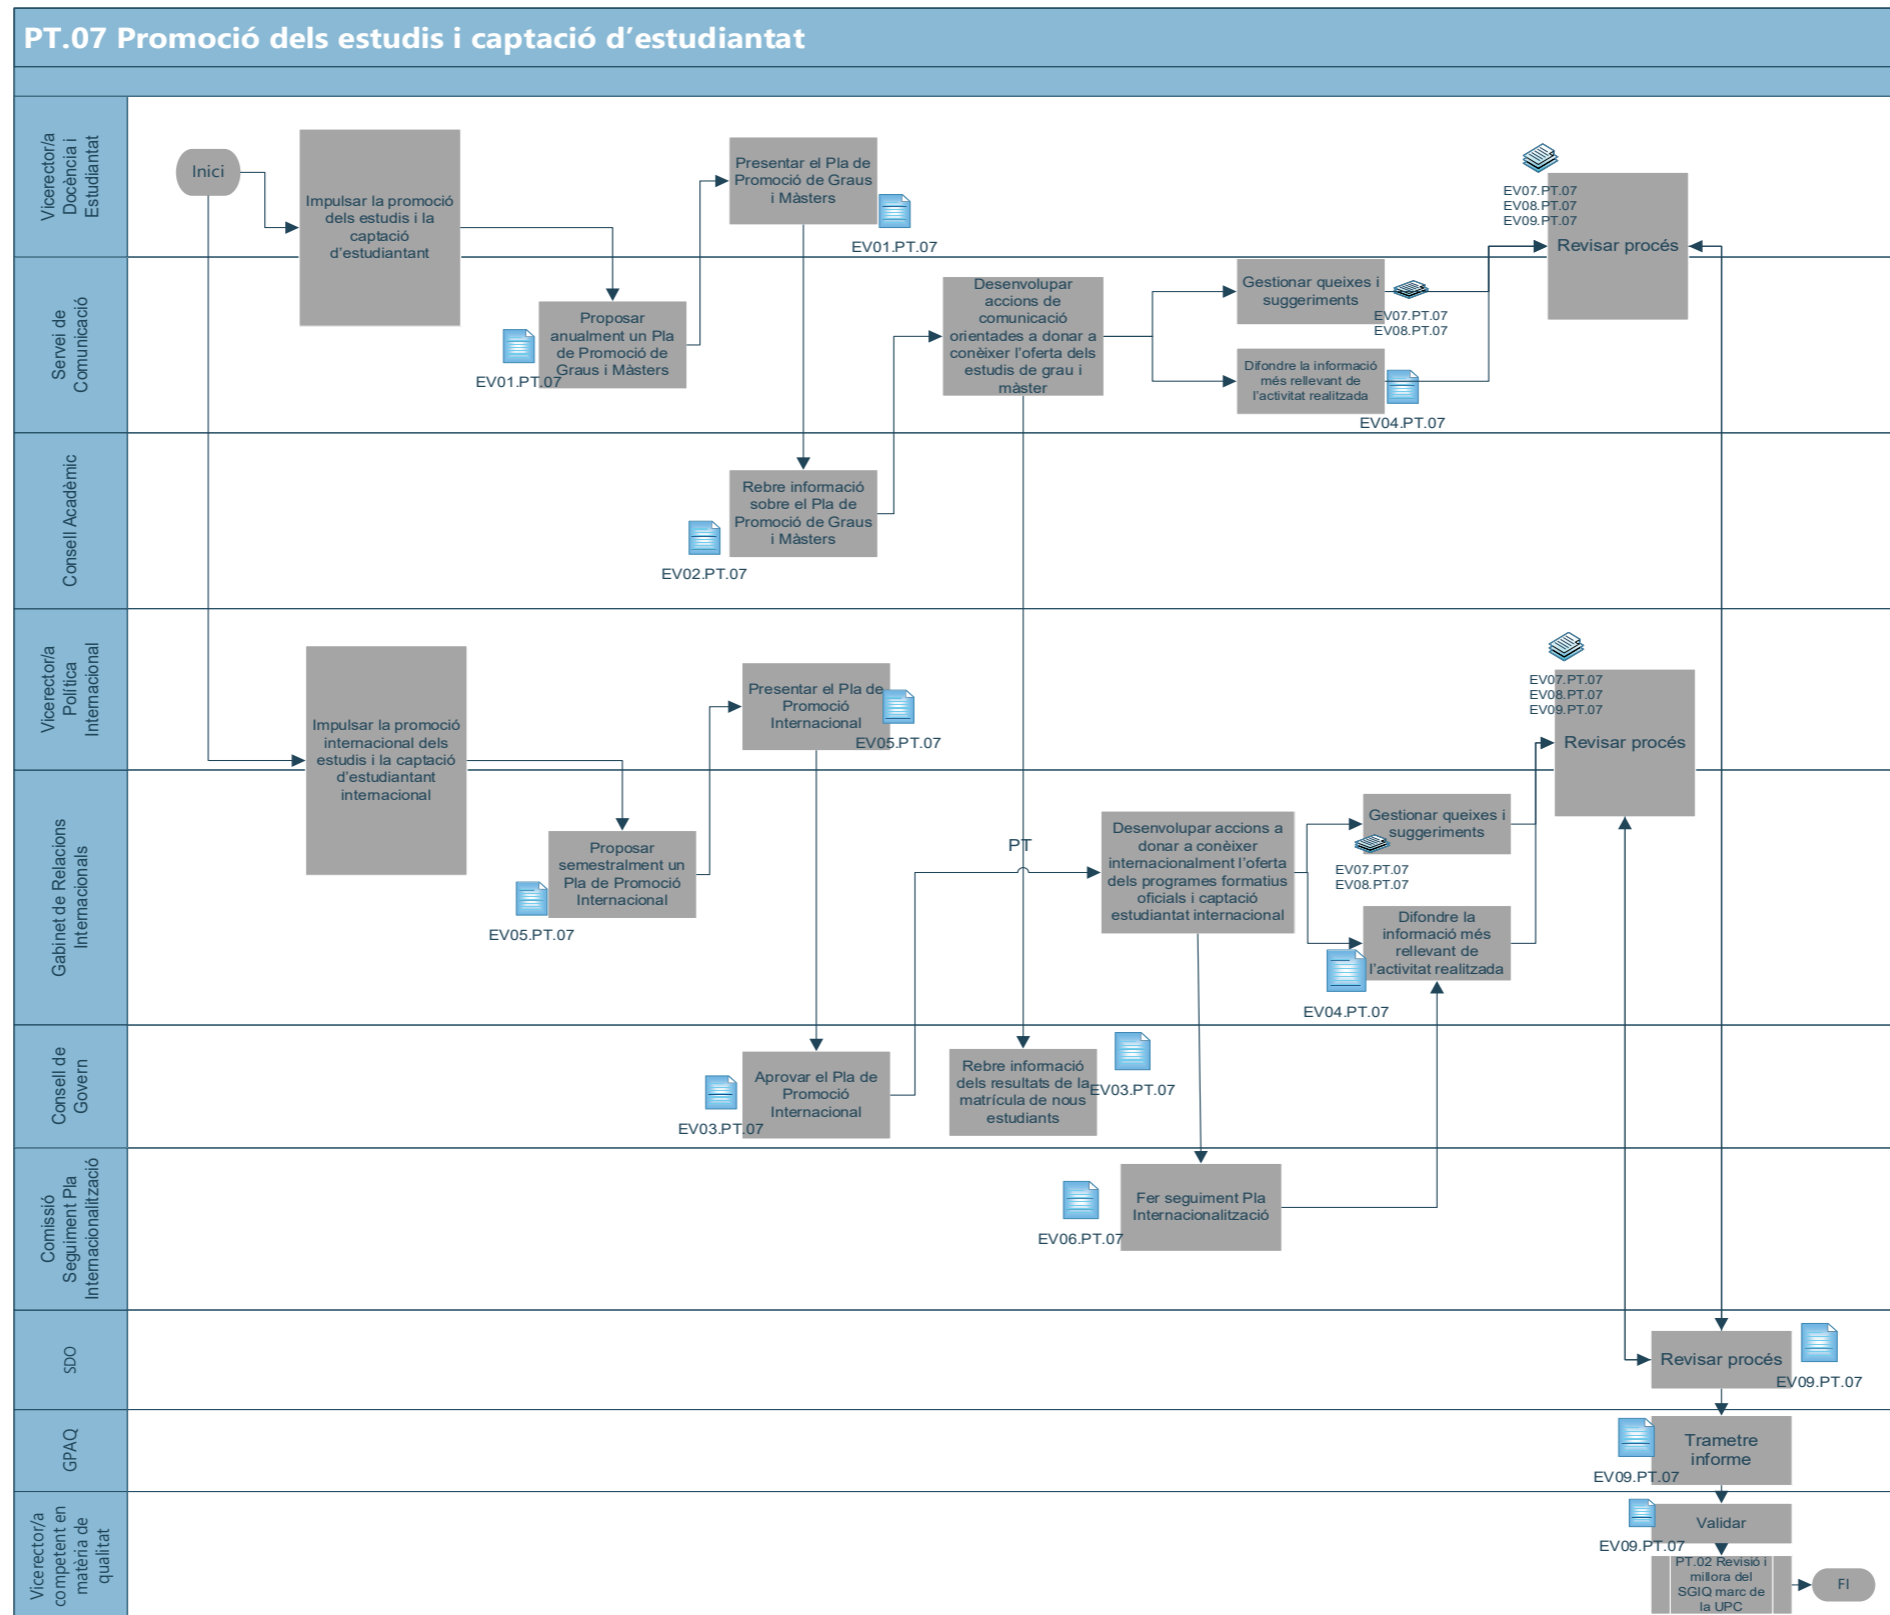 PT.07 Promoció dels estudis i captació d’estudiantat
Vicerector/a
Docència i
Estudiantat
Inici
Impulsar la promoció
dels estudis i la
captació
d’estudiantant
Presentar el Pla de
Promoció de Graus
i Màsters
EV01.PT.07
EV07.PT.07
EV08.PT.07
EV09.PT.07
Revisar procés
Servei de
Comunicació
Proposar
anualment un Pla
de Promoció de
Graus i Màsters
EV01.PT.07
Desenvolupar
accions de
comunicació
orientades a donar a
conèixer l’oferta dels
estudis de grau i
màster
Gestionar queixes i
suggeriments
EV07.PT.07
EV08.PT.07
Difondre la informació
més rellevant de
l’activitat realitzada
EV04.PT.07
Consell Acadèmic
Rebre informació
sobre el Pla de
Promoció de Graus
i Màsters
EV02.PT.07
Vicerector/a
Política
Internacional
Impulsar la promoció
internacional dels
estudis i la captació
d’estudiantant
internacional
Presentar el Pla de
Promoció
Internacional
EV05.PT.07
EV07.PT.07
EV08.PT.07
EV09.PT.07
Revisar procés
Gabinet de Relacions
Internacionals
Proposar
semestralment un
Pla de Promoció
Internacional
EV05.PT.07
PT
Desenvolupar accions a
donar a conèixer
internacionalment l’oferta
dels programes formatius
oficials i captació
estudiantat internacional
Gestionar queixes i
suggeriments
EV07.PT.07
EV08.PT.07
Difondre la
informació més
rellevant de
l’activitat realitzada
EV04.PT.07
Consell de
Govern
Aprovar el Pla de
Promoció
Internacional
EV03.PT.07
Rebre informació
dels resultats de la
matrícula de nous
estudiants
EV03.PT.07
Comissió
Seguiment Pla
Internacionalització
Fer seguiment Pla
Internacionalització
EV06.PT.07
SDO
Revisar procés
EV09.PT.07
GPAQ
Trametre
informe
EV09.PT.07
Vicerector/a
competent en
matèria de
qualitat
Validar
EV09.PT.07
PT.02 Revisió i
millora del
SGIQ marc de
la UPC
FI